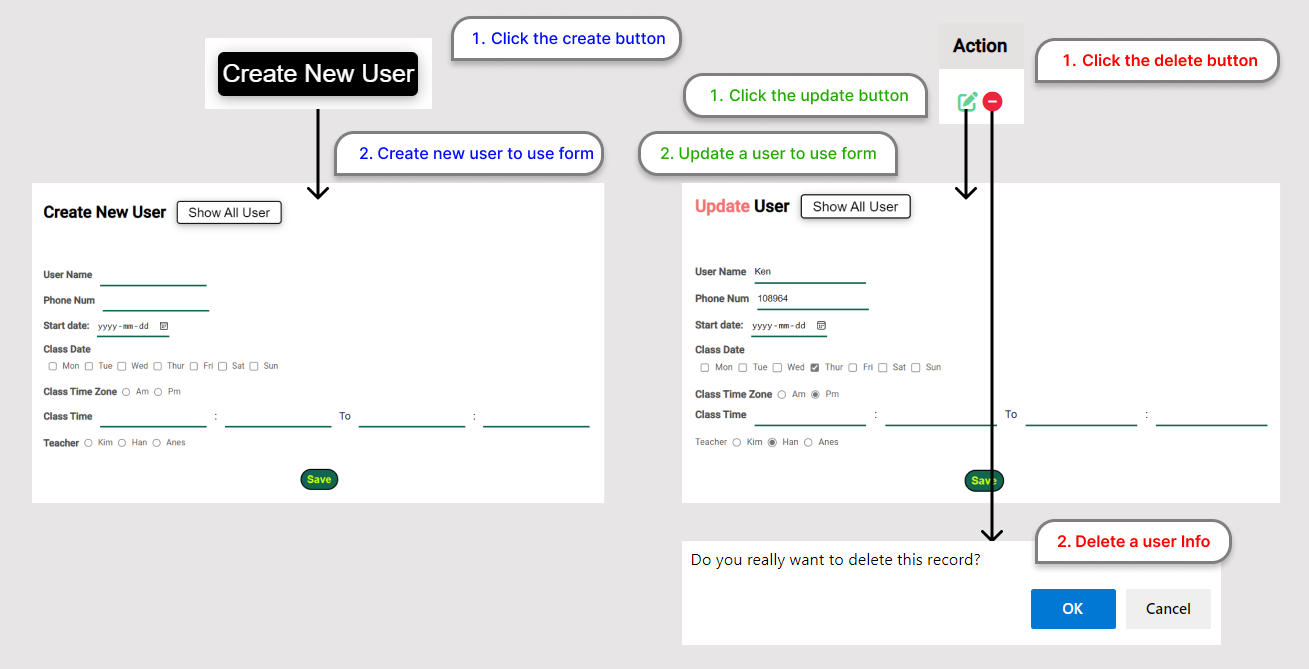 1. Click the create button
Create New User
2. Create new user to use form
Create New User Show All User
User Name
Phone Num
Start date: yyyy-mm-dd
Class Date
Mon Tue Wed Thur Fri Sat Sun
Class Time Zone Am Pm
Class Time : To :
Teacher Kim Han Anes
Save
Action
1. Click the delete button
1. Click the update button
2. Update a user to use form
Update User Show All User
User Name Ken
Phone Num 108964
Start date: yyyy-mm-dd
Class Date
Mon Tue Wed Thur Fri Sat Sun
Class Time Zone Am Pm
Class Time : To :
Teacher Kim Han Anes
Save
2. Delete a user Info
Do you really want to delete this record?
OK Cancel